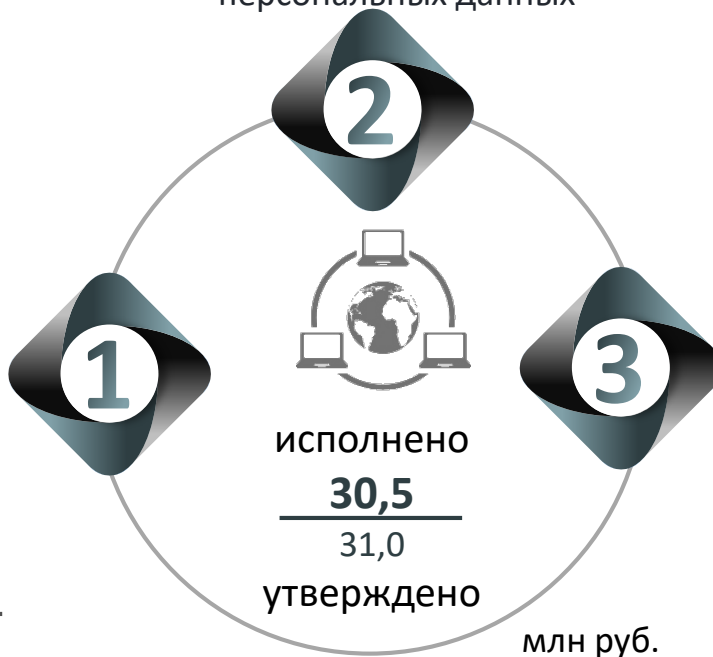 персональных данных
2
1
3
исполнено
30,5
31,0
утверждено
млн руб.